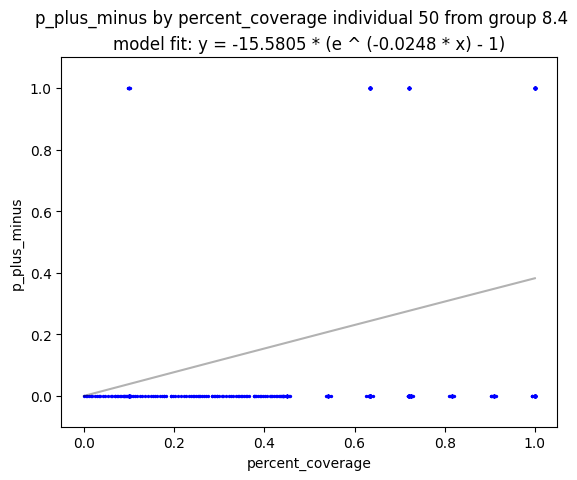 p_plus_minus by percent_coverage individual 50 from group 8.4
model fit: y = -15.5805 * (e ^ (-0.0248 * x) - 1)
1.0
0.8
0.6
0.4
0.2
0.0
p_plus_minus
0.0 0.2 0.4 0.6 0.8 1.0
percent_coverage